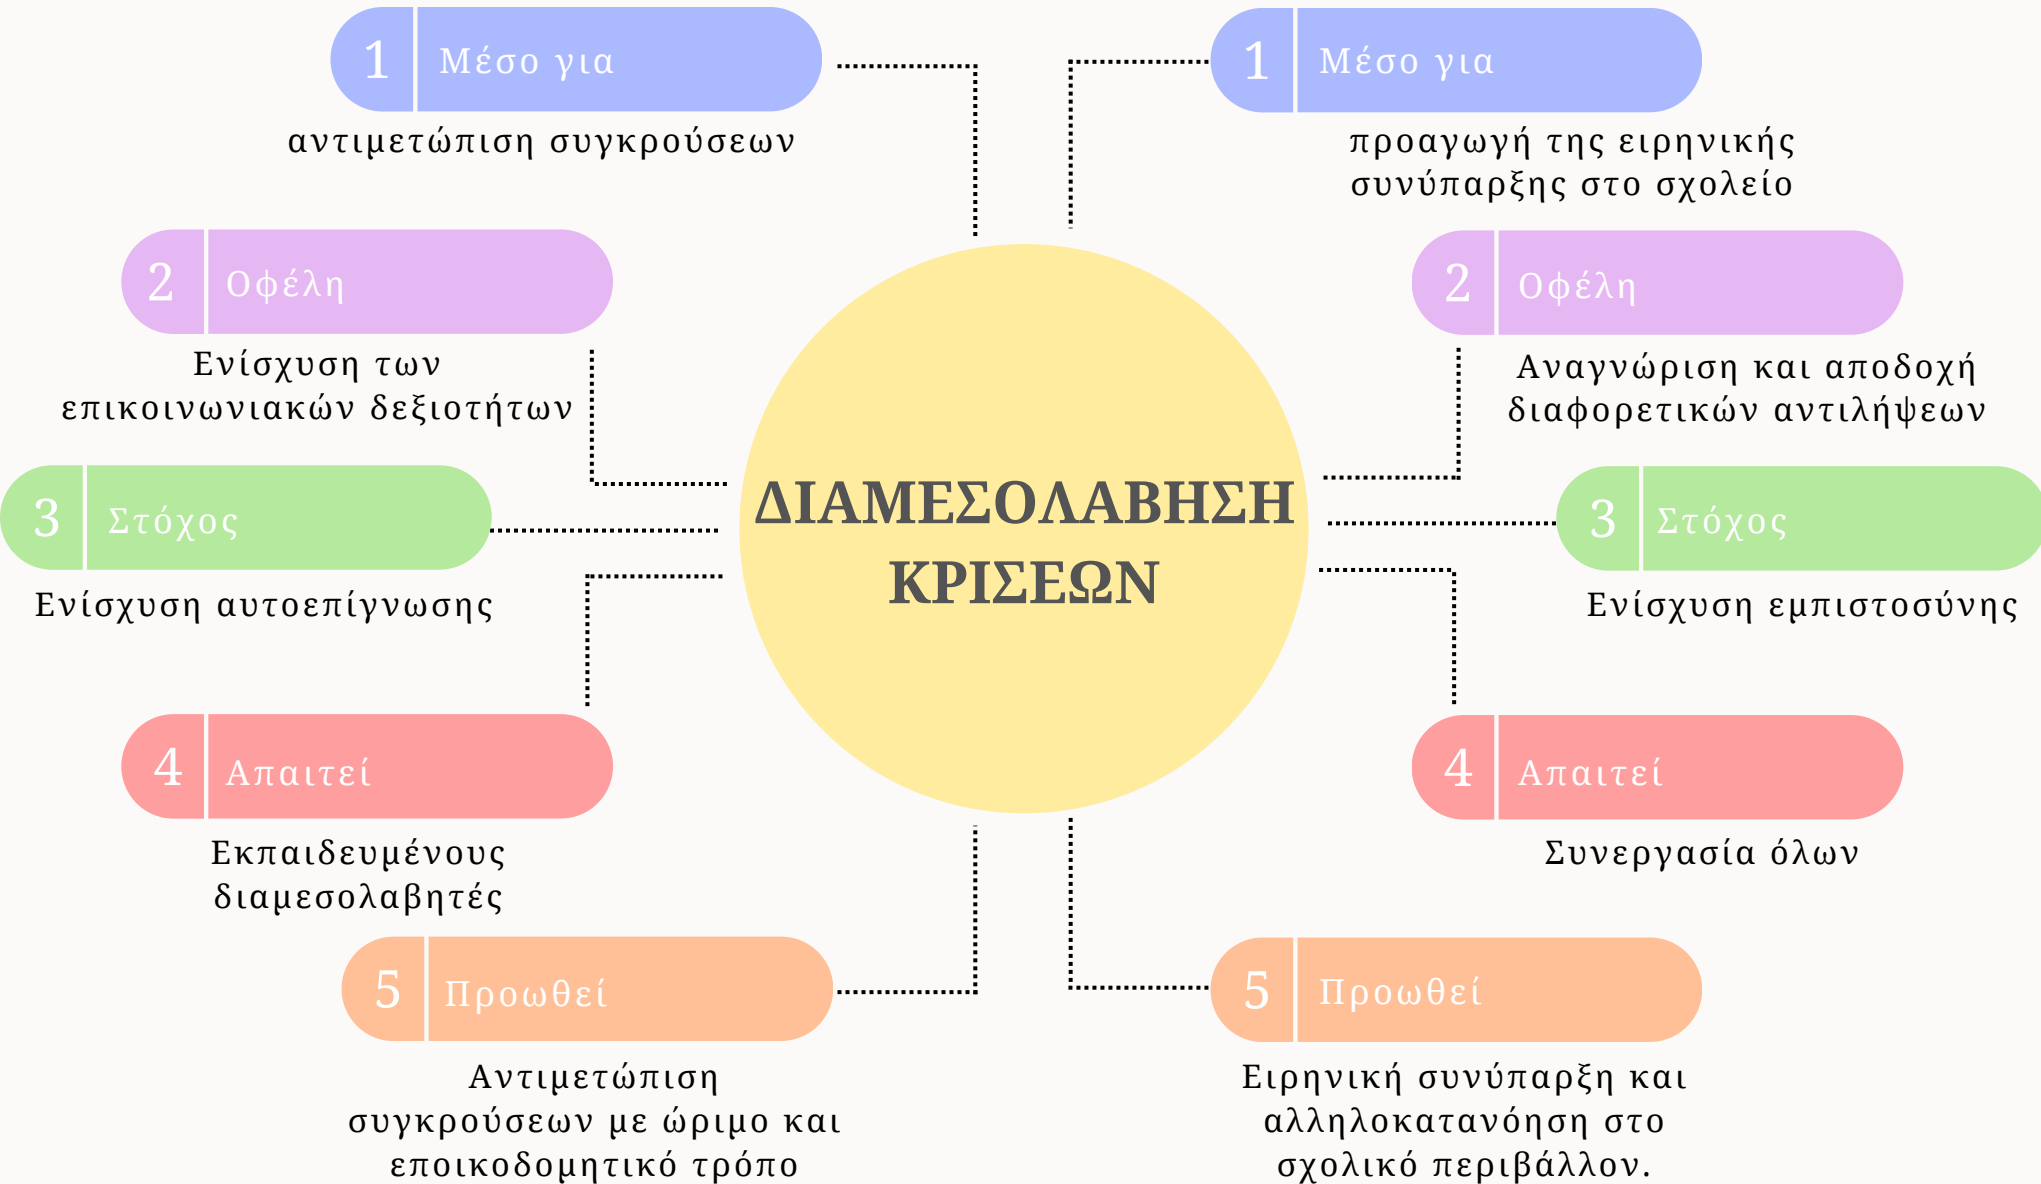 1 Μέσο για
αντιμετώπιση συγκρούσεων
2 Οφέλη
Ενίσχυση των
επικοινωνιακών δεξιοτήτων
3 Στόχος
Ενίσχυση αυτοεπίγνωσης
4 Απαιτεί
Εκπαιδευμένους
διαμεσολαβητές
5 Προωθεί
Αντιμετώπιση
συγκρούσεων με ώριμο και
εποικοδομητικό τρόπο
ΔΙΑΜΕΣΟΛΑΒΗΣΗ
ΚΡΙΣΕΩΝ
1 Μέσο για
προαγωγή της ειρηνικής
συνύπαρξης στο σχολείο
2 Οφέλη
Αναγνώριση και αποδοχή
διαφορετικών αντιλήψεων
3 Στόχος
Ενίσχυση εμπιστοσύνης
4 Απαιτεί
Συνεργασία όλων
5 Προωθεί
Ειρηνική συνύπαρξη και
αλληλοκατανόηση στο
σχολικό περιβάλλον.